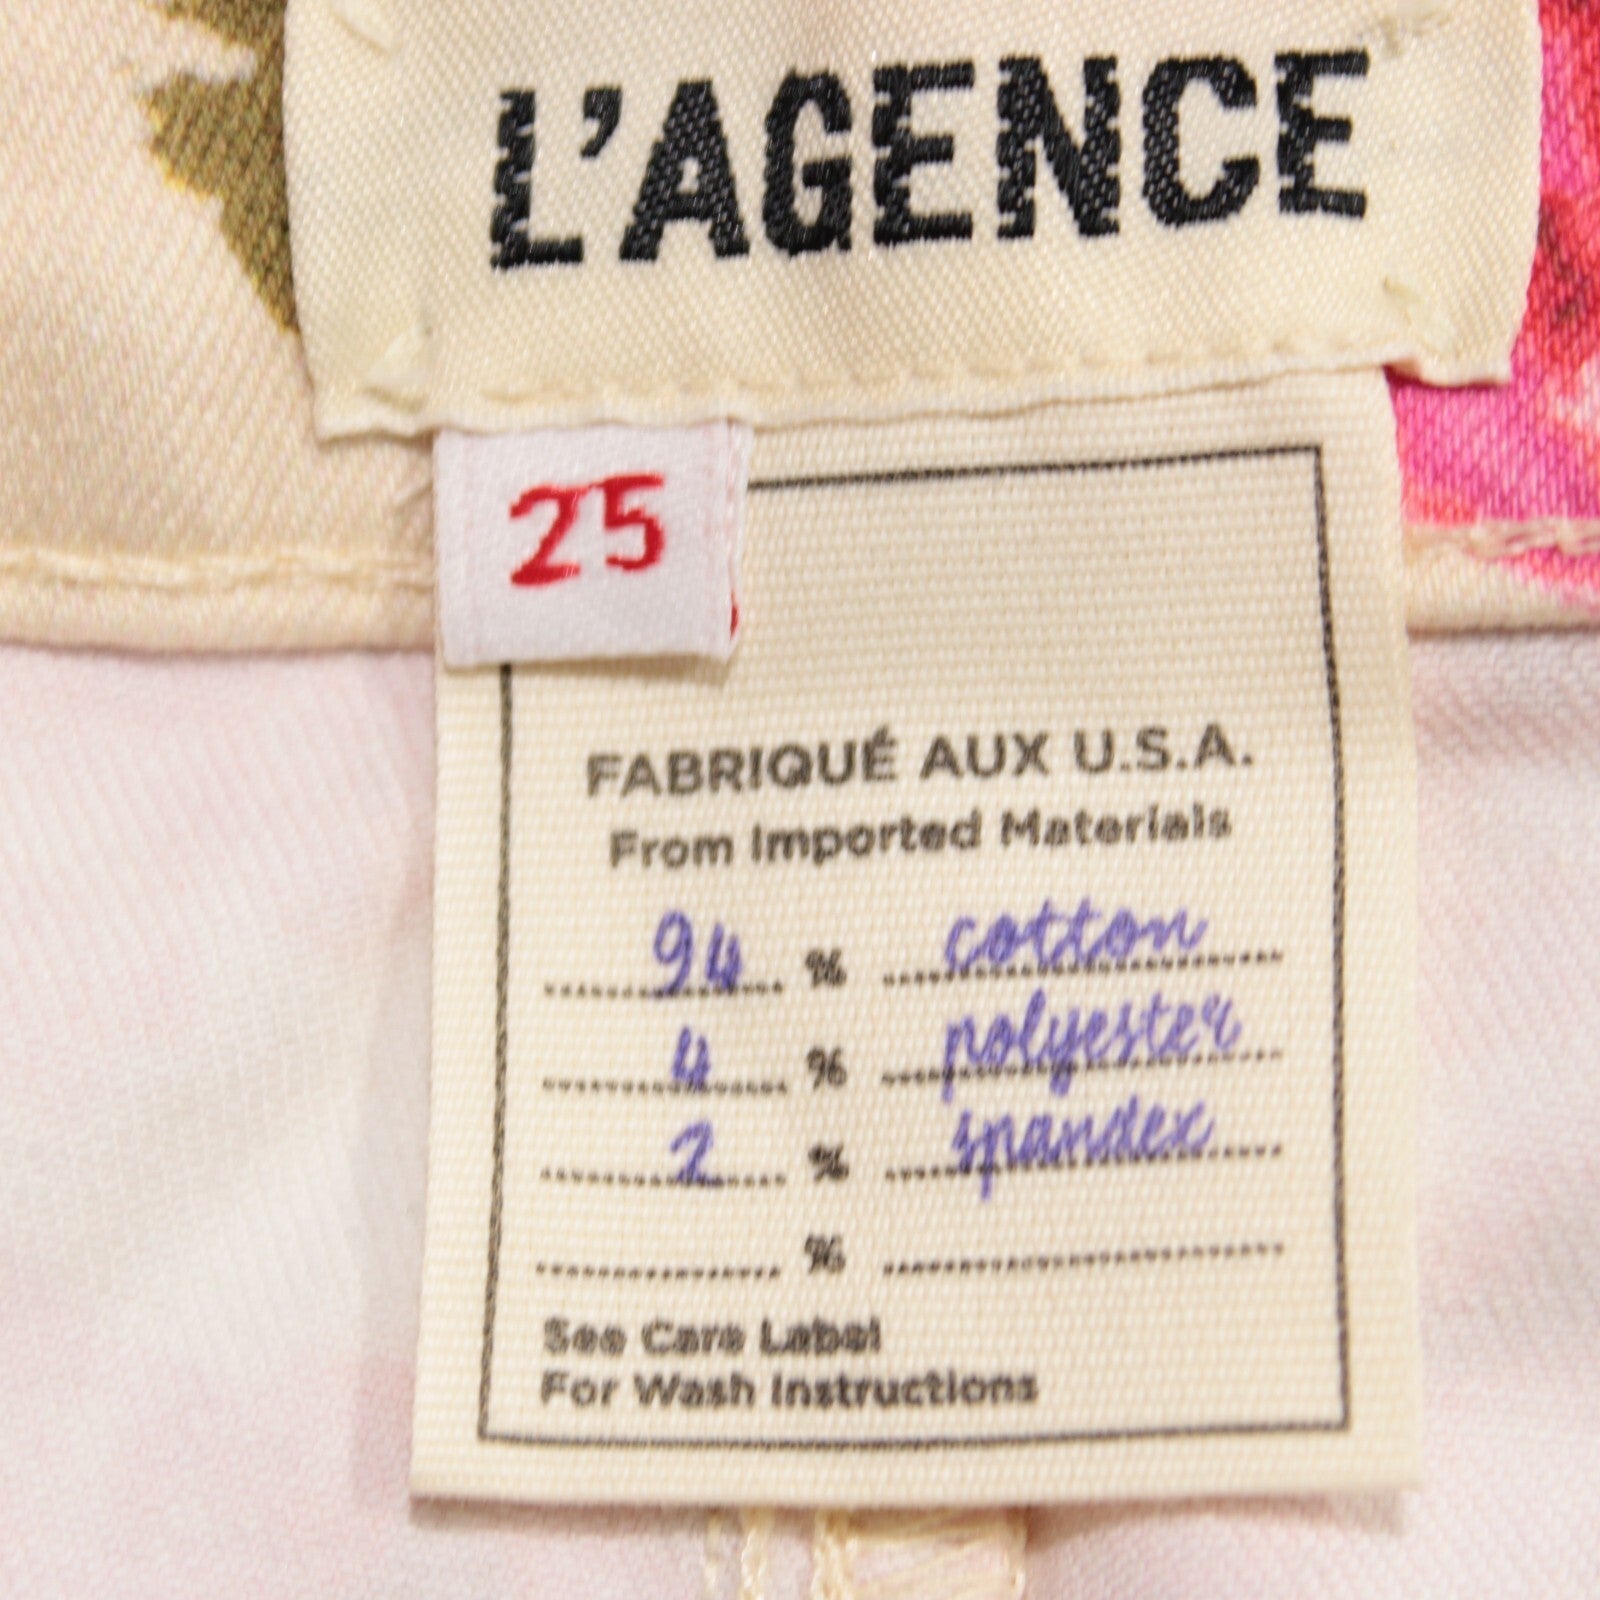 L'AGENCE
25
FABRIQUÉ AUX U.S.A.
From Imported Materials
94 % cotton
4 % polyester
2 % spandex
%
See Care Label
For Wash Instructions